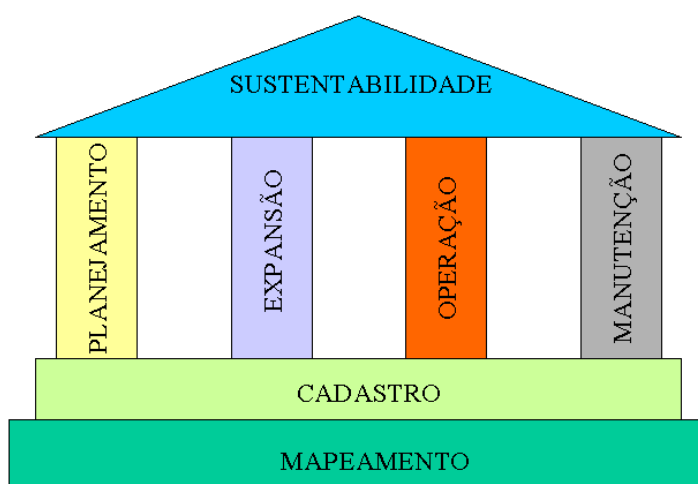 SUSTENTABILIDADE
PLANEJAMENTO
EXPANSÃO
OPERAÇÃO
MANUTENÇÃO
CADASTRO
MAPEAMENTO